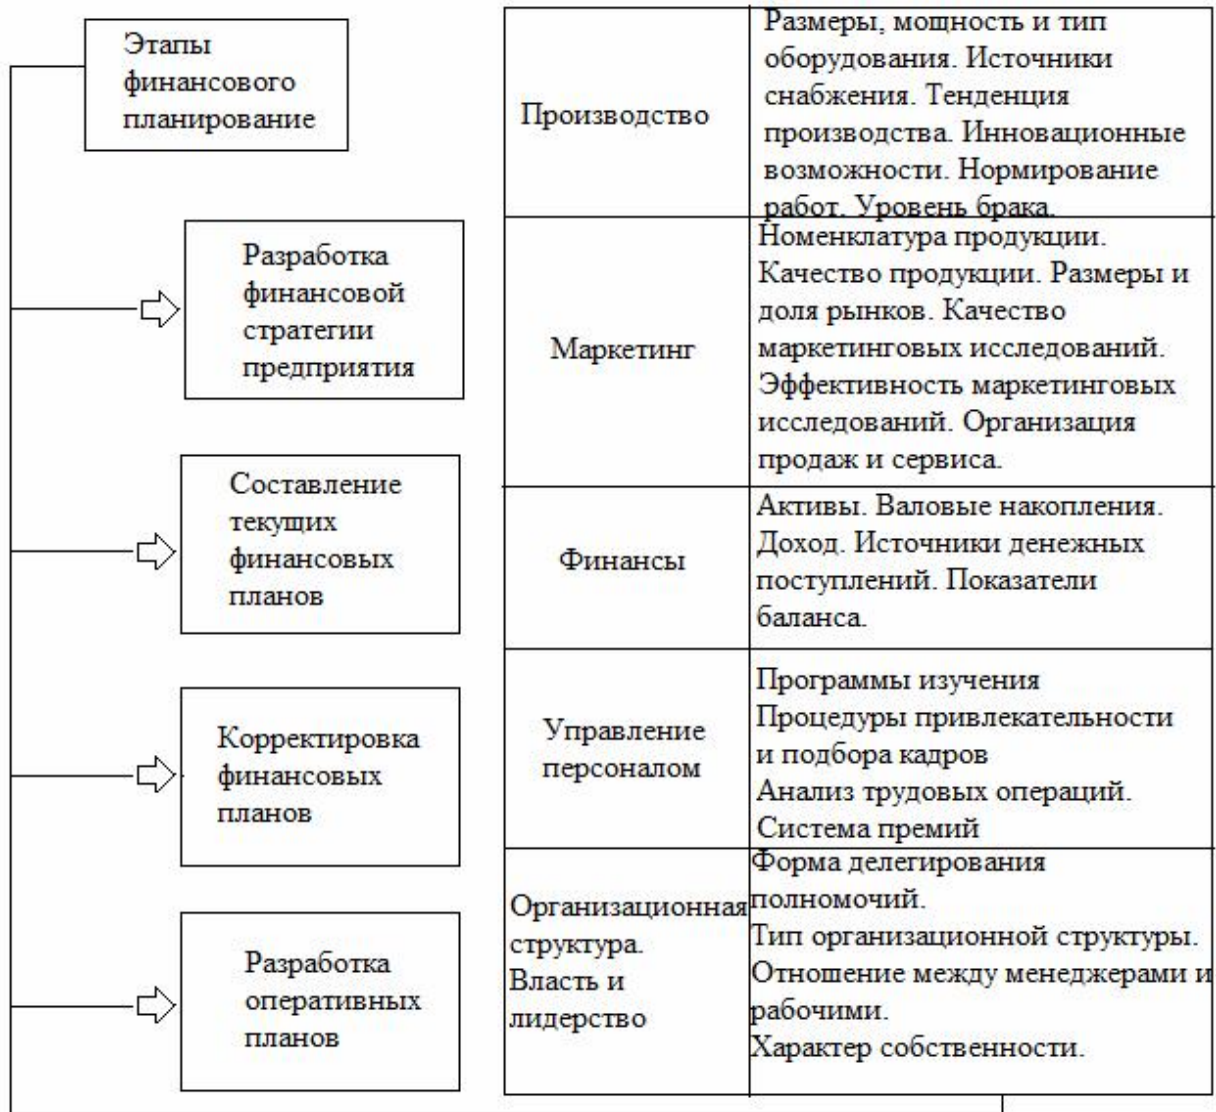 Этапы
финансового
планирование
Разработка
финансовой
стратегии
предприятия
Составление
текущих
финансовых
планов
Корректировка
финансовых
планов
Разработка
оперативных
планов
Производство
Размеры, мощность и тип
оборудования. Источники
снабжения. Тенденция
производства. Инновационные
возможности. Нормирование
работ. Уровень брака.
Маркетинг
Номенклатура продукции.
Качество продукции. Размеры и
доля рынков. Качество
маркетинговых исследований.
Эффективность маркетинговых
исследований. Организация
продаж и сервиса.
Финансы
Активы. Валовые накопления.
Доход. Источники денежных
поступлений. Показатели
баланса.
Управление
персоналом
Программы изучения
Процедуры привлекательности
и подбора кадров
Анализ трудовых операций.
Система премий
Организационная
структура.
Власть и
лидерство
Форма делегирования
полномочий.
Тип организационной структуры.
Отношение между менеджерами и
рабочими.
Характер собственности.